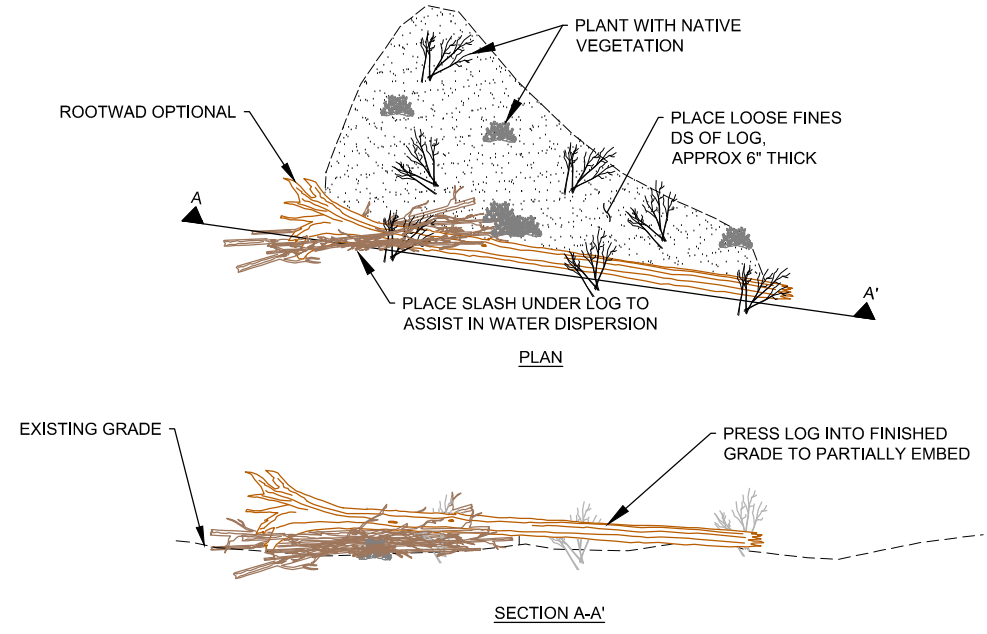 PLANT WITH NATIVE
VEGETATION
ROOTWAD OPTIONAL
PLACE LOOSE FINES
DS OF LOG,
APPROX 6" THICK
A
A'
PLACE SLASH UNDER LOG TO
ASSIST IN WATER DISPERSION
PLAN
EXISTING GRADE
PRESS LOG INTO FINISHED
GRADE TO PARTIALLY EMBED
SECTION A-A'